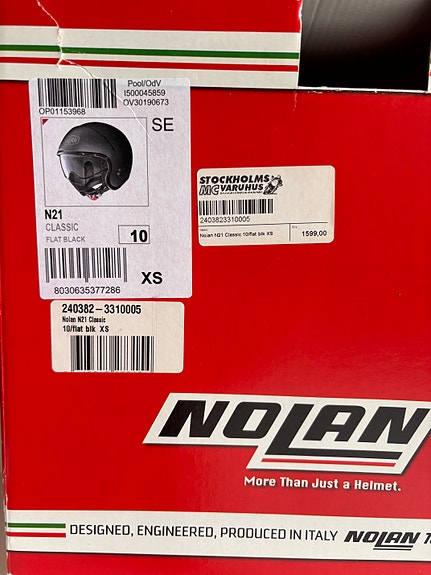 Pool/OdV
I500045859
OV30190673
OP01153968
SE
N21
CLASSIC
FLAT BLACK
10
XS
8030635377286
STOCKHOLMS
MC VARUHUS
2403823310005
Nolan N21 Classic 10/flat blk XS
1599,00
240382-3310005
Nolan N21 Classic
10/flat blk XS
NOLAN
More Than Just a Helmet.
DESIGNED, ENGINEERED, PRODUCED IN ITALY NOLAN